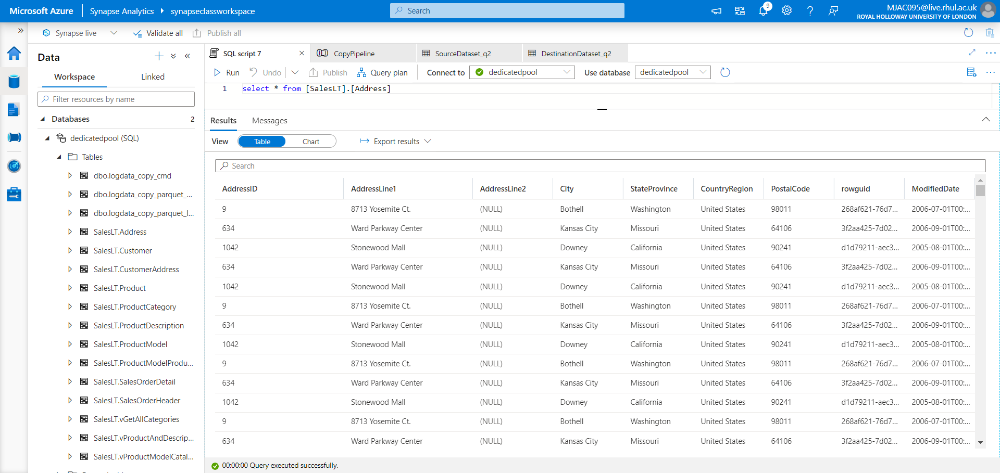 Microsoft Azure
Synapse Analytics
synapseclassworkspace
Search
9
MJAC095@live.rhul.ac.uk
ROYAL HOLLOWAY UNIVERSITY OF LONDON
Synapse live
Validate all
Publish all
Data
Workspace
Linked
Filter resources by name
Databases
2
dedicatedpool (SQL)
Tables
dbo.logdata_copy_cmd
dbo.logdata_copy_parquet_...
dbo.logdata_copy_parquet_l...
SalesLT.Address
SalesLT.Customer
SalesLT.CustomerAddress
SalesLT.Product
SalesLT.ProductCategory
SalesLT.ProductDescription
SalesLT.ProductModel
SalesLT.ProductModelProdu...
SalesLT.SalesOrderDetail
SalesLT.SalesOrderHeader
SalesLT.vGetAllCategories
SalesLT.vProductAndDescrip...
SalesLT.vProductModelCatal...
SQL script 7
CopyPipeline
SourceDataset_q2
DestinationDataset_q2
Run
Undo
Publish
Query plan
Connect to
dedicatedpool
Use database
dedicatedpool
1 select * from [SalesLT].[Address]
Results
Messages
View
Table
Chart
Export results
Search
AddressID AddressLine1 AddressLine2 City StateProvince CountryRegion PostalCode rowguid ModifiedDate
9 8713 Yosemite Ct. (NULL) Bothell Washington United States 98011 268af621-76d7... 2006-07-01T00:...
634 Ward Parkway Center (NULL) Kansas City Missouri United States 64106 3f2aa425-7d02... 2006-09-01T00:...
1042 Stonewood Mall (NULL) Downey California United States 90241 d1d79211-aec3... 2005-08-01T00:...
634 Ward Parkway Center (NULL) Kansas City Missouri United States 64106 3f2aa425-7d02... 2006-09-01T00:...
1042 Stonewood Mall (NULL) Downey California United States 90241 d1d79211-aec3... 2005-08-01T00:...
9 8713 Yosemite Ct. (NULL) Bothell Washington United States 98011 268af621-76d7... 2006-07-01T00:...
634 Ward Parkway Center (NULL) Kansas City Missouri United States 64106 3f2aa425-7d02... 2006-09-01T00:...
1042 Stonewood Mall (NULL) Downey California United States 90241 d1d79211-aec3... 2005-08-01T00:...
9 8713 Yosemite Ct. (NULL) Bothell Washington United States 98011 268af621-76d7... 2006-07-01T00:...
634 Ward Parkway Center (NULL) Kansas City Missouri United States 64106 3f2aa425-7d02... 2006-09-01T00:...
1042 Stonewood Mall (NULL) Downey California United States 90241 d1d79211-aec3... 2005-08-01T00:...
9 8713 Yosemite Ct. (NULL) Bothell Washington United States 98011 268af621-76d7... 2006-07-01T00:...
634 Ward Parkway Center (NULL) Kansas City Missouri United States 64106 3f2aa425-7d02... 2006-09-01T00:...
00:00:00 Query executed successfully.